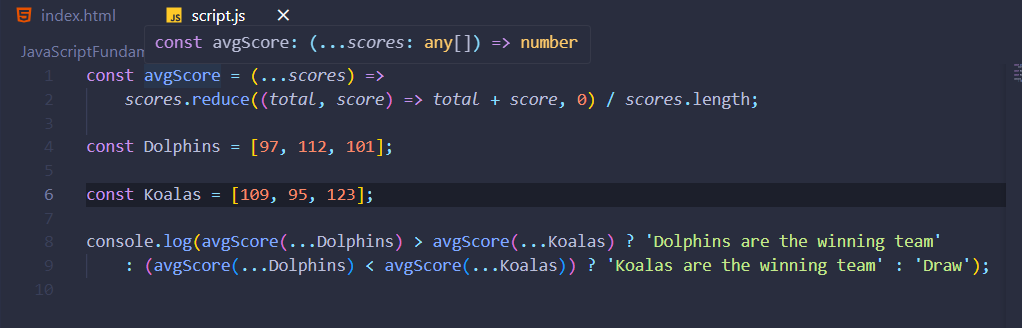 index.html
JS script.js ✕
const avgScore: (...scores: any[]) => number
JavaScriptFundam
1 const avgScore = (...scores) =>
2 scores.reduce((total, score) => total + score, 0) / scores.length;
3
4 const Dolphins = [97, 112, 101];
5
6 const Koalas = [109, 95, 123];
7
8 console.log(avgScore(...Dolphins) > avgScore(...Koalas) ? 'Dolphins are the winning team'
9 : (avgScore(...Dolphins) < avgScore(...Koalas)) ? 'Koalas are the winning team' : 'Draw');
10